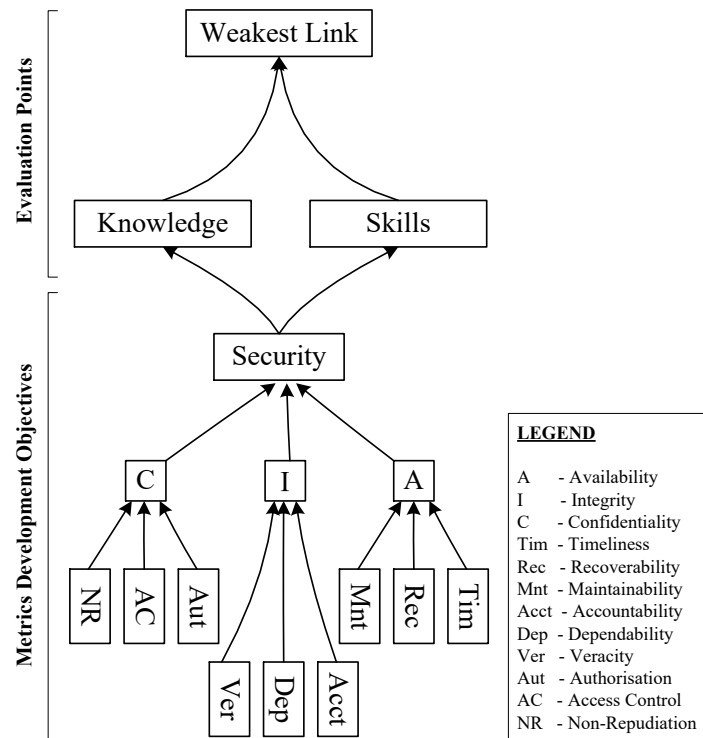 Weakest Link
Evaluation Points
Knowledge
Skills
Security
Metrics Development Objectives
C
I
A
NR
AC
Aut
Ver
Dep
Acct
Mnt
Rec
Tim
LEGEND
A - Availability
I - Integrity
C - Confidentiality
Tim - Timeliness
Rec - Recoverability
Mnt - Maintainability
Acct - Accountability
Dep - Dependability
Ver - Veracity
Aut - Authorisation
AC - Access Control
NR - Non-Repudiation